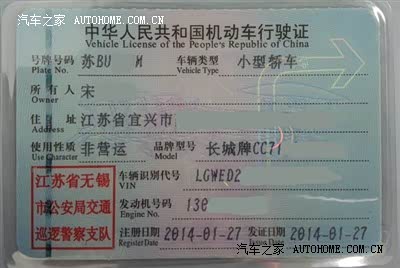 汽车之家 AUTOHOME.COM.CN
中华人民共和国机动车行驶证
Vehicle License of the People's Republic of China
号牌号码 苏BU M 车辆类型 小型轿车
Plate No. Vehicle Type
所有人 宋
Owner
住址 江苏省宜兴市
Address
使用性质 非营运 品牌型号 长城牌CC71
Use Character Model
江苏省无锡
市公安局交通
巡逻警察支队
车辆识别代号 LGWED2
VIN
发动机号码 130
Engine No.
注册日期 2014-01-27 发证日期 2014-01-27
Register Date Issue Date
汽车之家 AUTOHOME.COM.CN